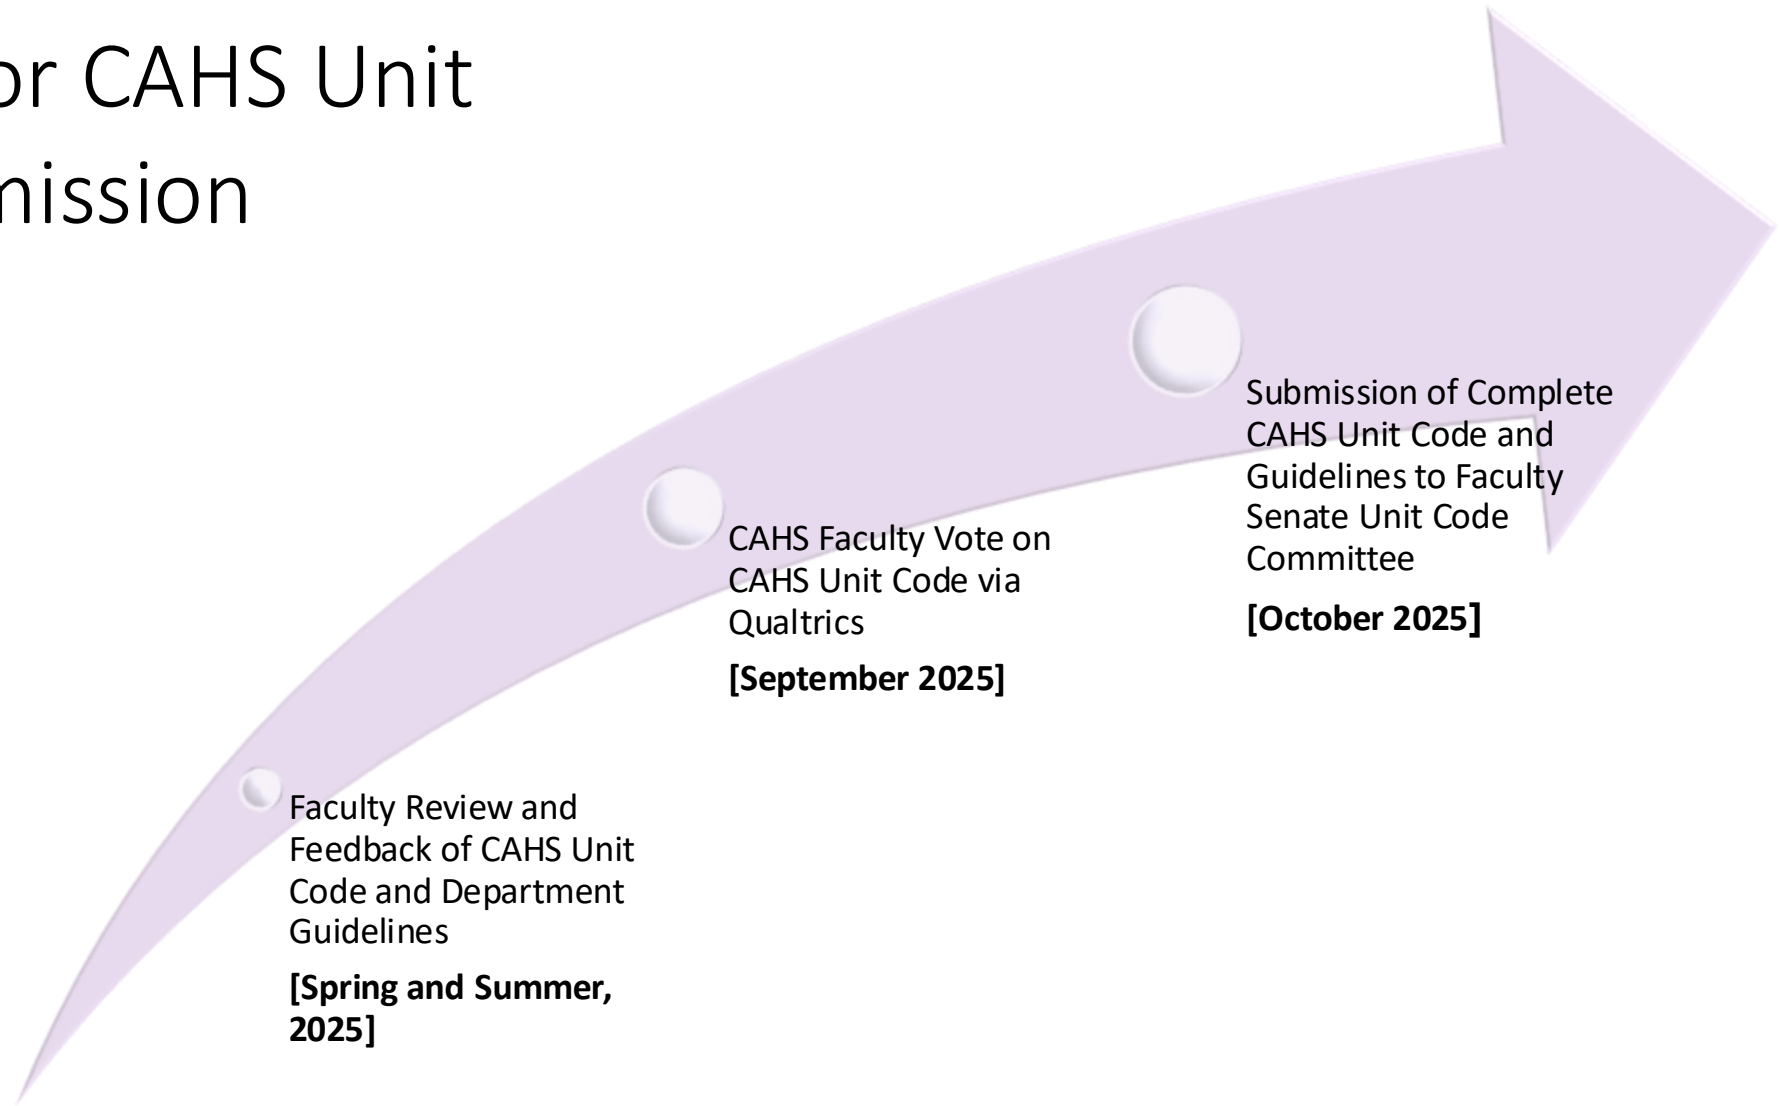 or CAHS Unit
mission
Submission of Complete
CAHS Unit Code and
Guidelines to Faculty
Senate Unit Code
Committee
[October 2025]
CAHS Faculty Vote on
CAHS Unit Code via
Qualtrics
[September 2025]
Faculty Review and
Feedback of CAHS Unit
Code and Department
Guidelines
[Spring and Summer,
2025]